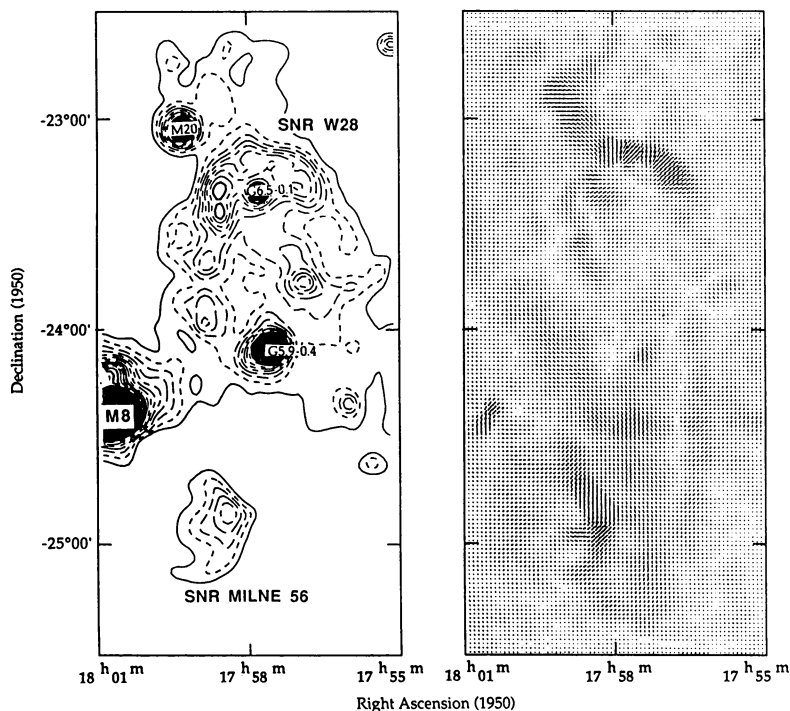 -23°00'
-24°00'
-25°00'
Declination (1950)
M20
SNR W28
G6.5-0.1
G5.9-0.4
M8
SNR MILNE 56
18 h 01 m
17 h 58 m
17 h 55 m
18 h 01 m
17 h 58 m
17 h 55 m
Right Ascension (1950)